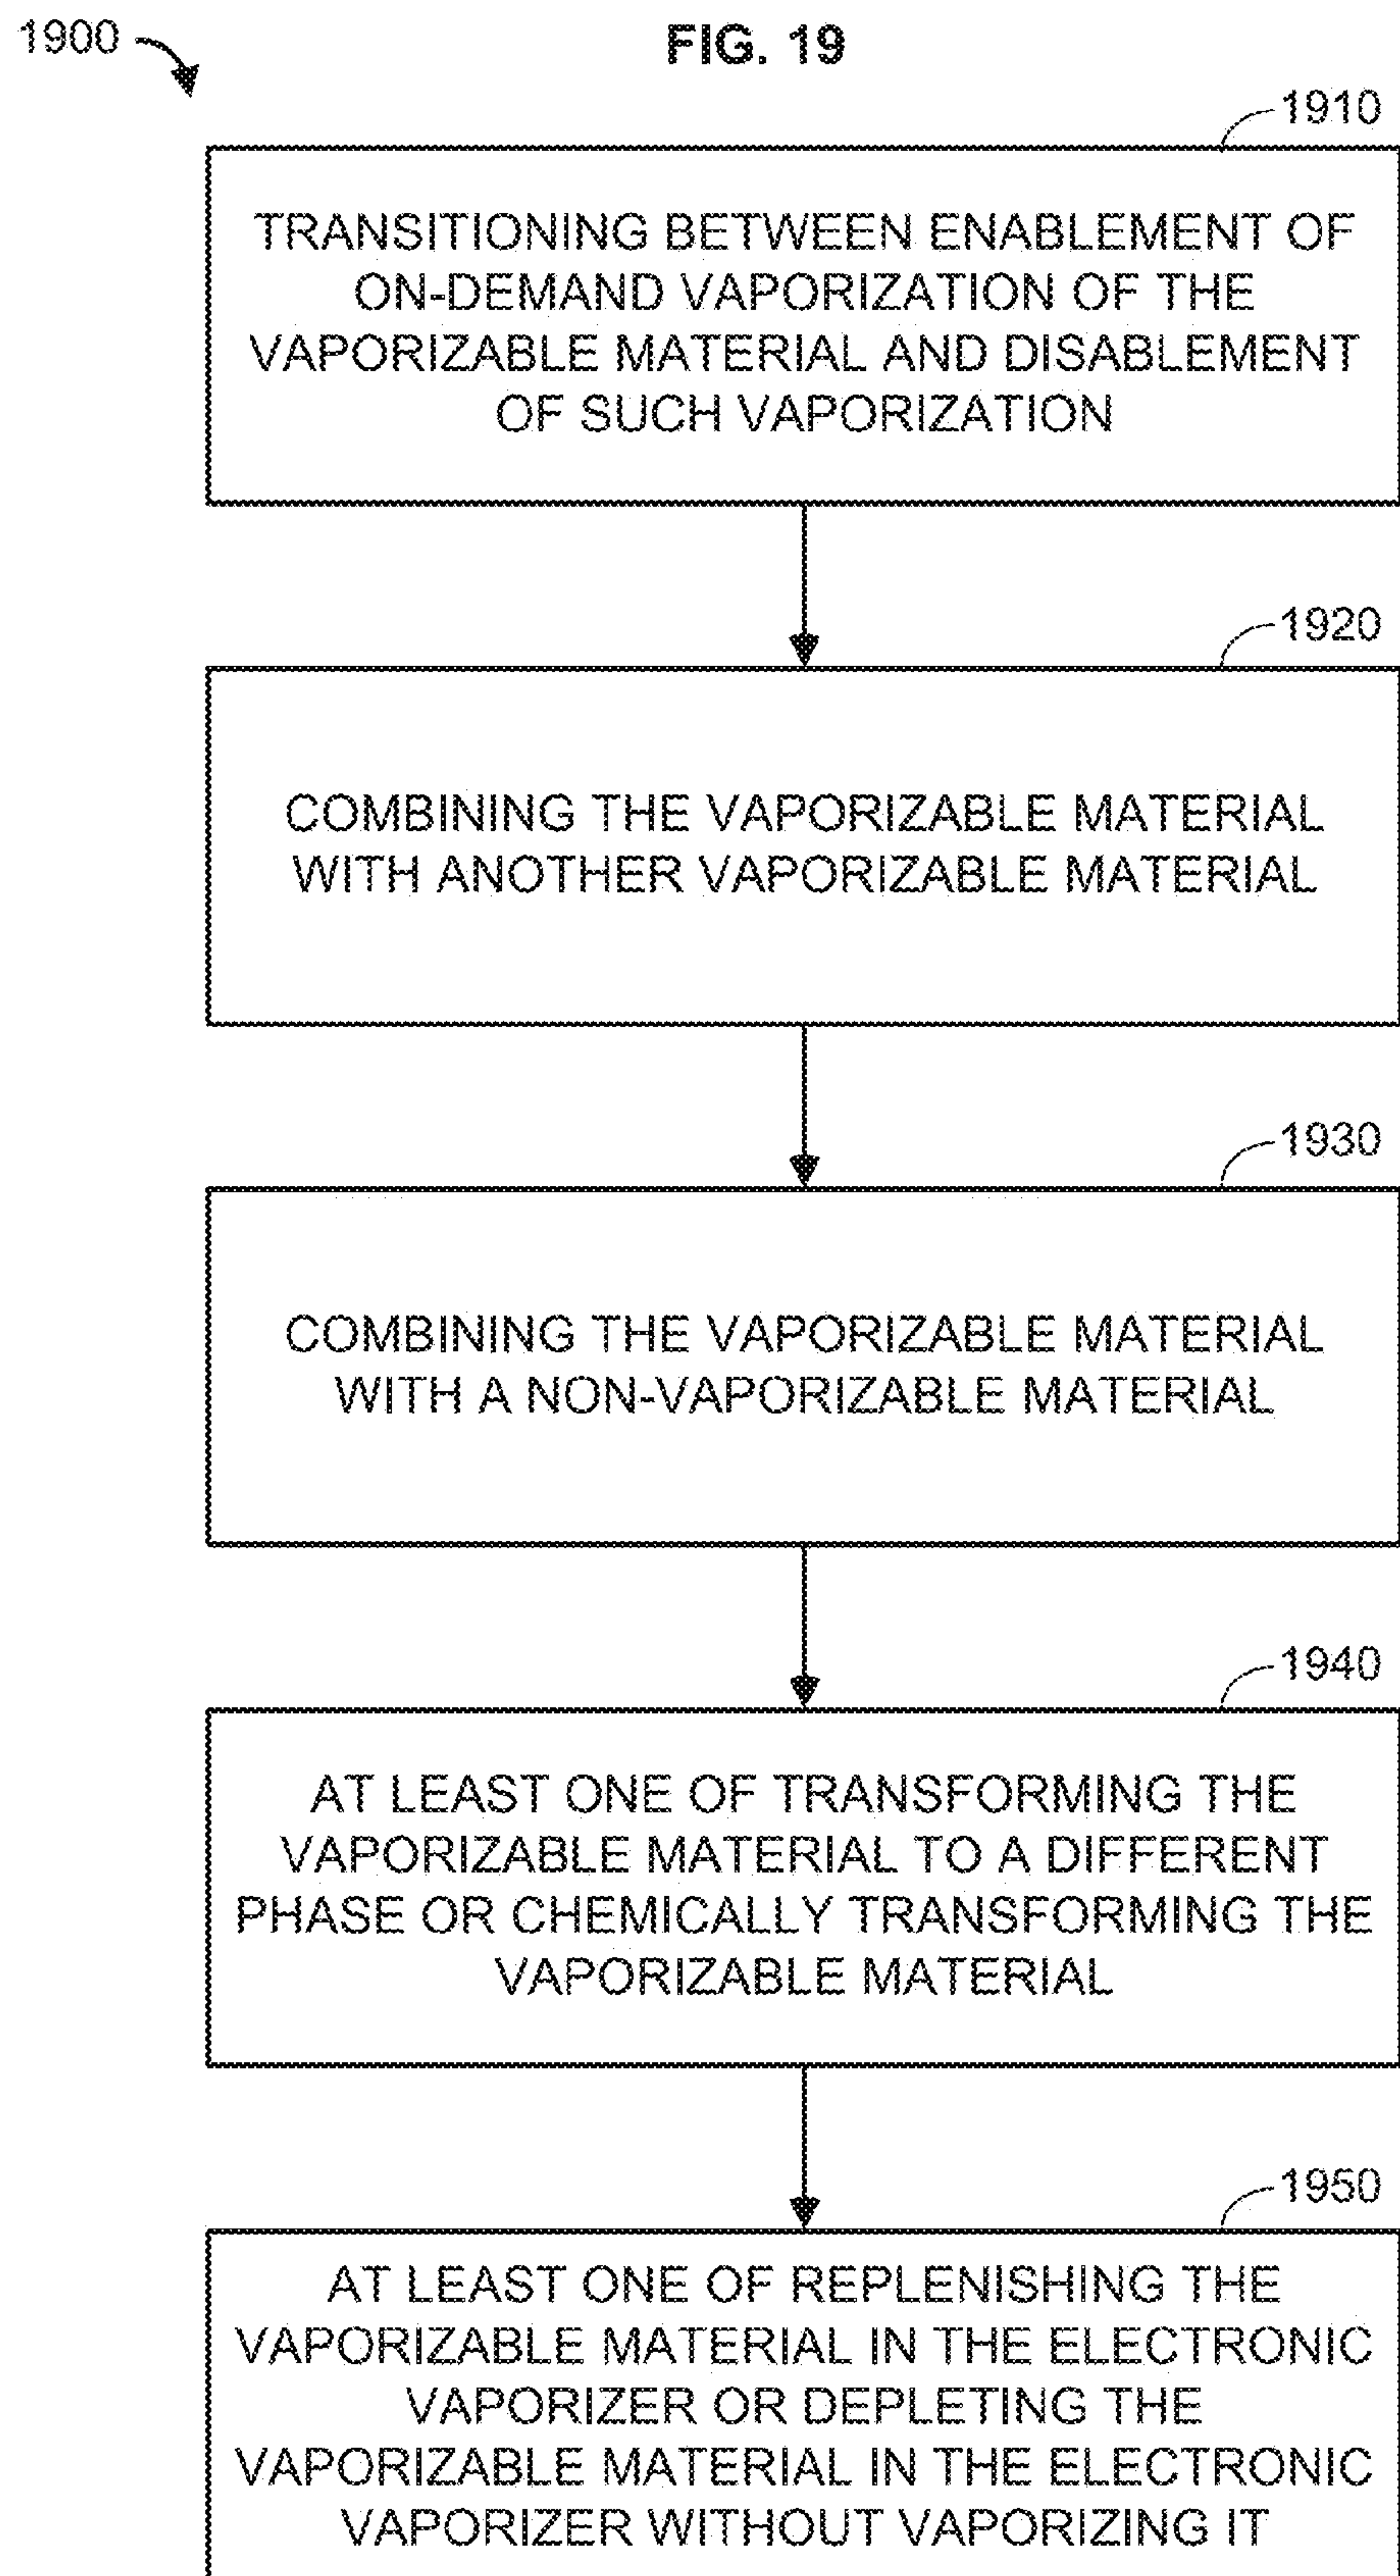 1900
FIG. 19
1910
TRANSITIONING BETWEEN ENABLEMENT OF
ON-DEMAND VAPORIZATION OF THE
VAPORIZABLE MATERIAL AND DISABLEMENT
OF SUCH VAPORIZATION
1920
COMBINING THE VAPORIZABLE MATERIAL
WITH ANOTHER VAPORIZABLE MATERIAL
1930
COMBINING THE VAPORIZABLE MATERIAL
WITH A NON-VAPORIZABLE MATERIAL
1940
AT LEAST ONE OF TRANSFORMING THE
VAPORIZABLE MATERIAL TO A DIFFERENT
PHASE OR CHEMICALLY TRANSFORMING THE
VAPORIZABLE MATERIAL
1950
AT LEAST ONE OF REPLENISHING THE
VAPORIZABLE MATERIAL IN THE ELECTRONIC
VAPORIZER OR DEPLETING THE
VAPORIZABLE MATERIAL IN THE ELECTRONIC
VAPORIZER WITHOUT VAPORIZING IT